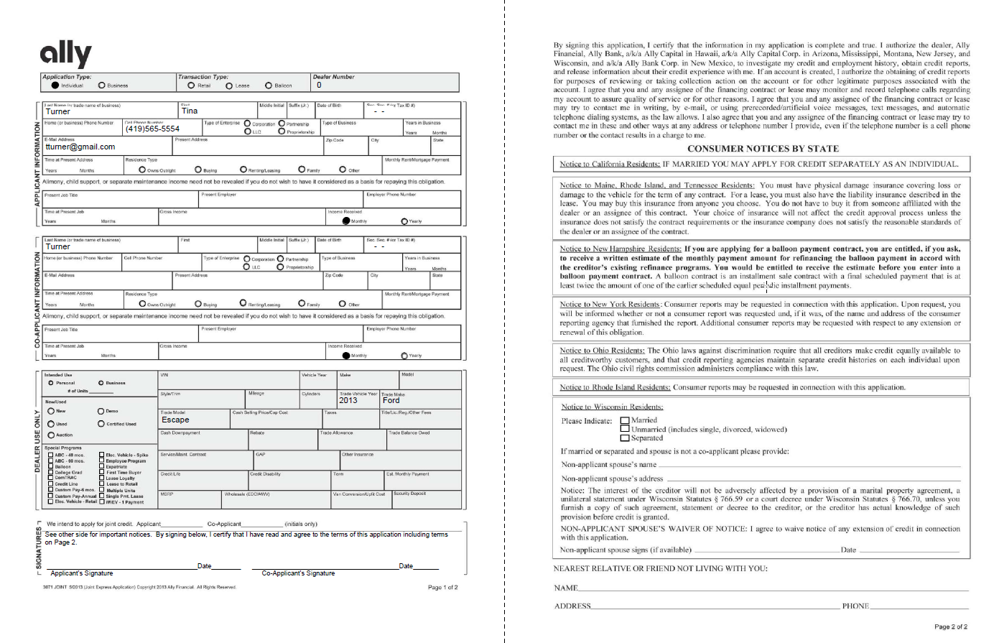 ally
Application Type:
Individual Business
Transaction Type:
Retail Lease Balloon
Dealer Number
0
APPLICANT INFORMATION
Last Name (or trade name of business) First Middle Initial Suffix (Jr.) Date of Birth Soc. Sec. # (or Tax ID #)
Turner Tina - -
Home (or business) Phone Number Cell Phone Number Type of Enterprise Corporation Partnership Type of Business Years in Business
(419)565-5554 LLC Proprietorship Years Months
E-Mail Address Present Address Zip Code City State
tturner@gmail.com
Time at Present Address Residence Type Monthly Rent/Mortgage Payment
Years Months Owns Outright Buying Renting/Leasing Family Other
Alimony, child support, or separate maintenance income need not be revealed if you do not wish to have it considered as a basis for repaying this obligation.
Present Job Title Present Employer Employer Phone Number
Time at Present Job Gross Income Income Received
Years Months Monthly Yearly
CO-APPLICANT INFORMATION
Last Name (or trade name of business) First Middle Initial Suffix (Jr.) Date of Birth Soc. Sec. # (or Tax ID #)
Turner - -
Home (or business) Phone Number Cell Phone Number Type of Enterprise Corporation Partnership Type of Business Years in Business
LLC Proprietorship Years Months
E-Mail Address Present Address Zip Code City State
Time at Present Address Residence Type Monthly Rent/Mortgage Payment
Years Months Owns Outright Buying Renting/Leasing Family Other
Alimony, child support, or separate maintenance income need not be revealed if you do not wish to have it considered as a basis for repaying this obligation.
Present Job Title Present Employer Employer Phone Number
Time at Present Job Gross Income Income Received
Years Months Monthly Yearly
DEALER USE ONLY
Intended Use
Personal Business
# of Units
New/Used
New Demo
Used Certified Used
Auction
Special Programs
ABC - 48 mos. Elec. Vehicle - Spike
ABC - 60 mos. Employee Program
Balloon Expatriate
College Grad First Time Buyer
ComTRAC Lease Loyalty
Credit Line Lease to Retail
Custom Pay-6 mos. Multiple Units
Custom Pay-Annual Single Pmt. Lease
Elec. Vehicle - Retail iMiEV - 1 Payment
VIN Vehicle Year Make Model
Style/Trim Mileage Cylinders Trade Vehicle Year Trade Make
2013 Ford
Trade Model Cash Selling Price/Cap Cost Taxes Title/Lic./Reg./Other Fees
Escape
Cash Downpayment Rebate Trade Allowance Trade Balance Owed
Service/Maint. Contract GAP Other Insurance
Credit Life Credit Disability Term Est. Monthly Payment
MSRP Wholesale (EDC/AWV) Van Conversion/Upfit Cost Security Deposit
SIGNATURES
We intend to apply for joint credit. Applicant Co-Applicant (initials only)
See other side for important notices. By signing below, I certify that I have read and agree to the terms of this application including terms
on Page 2.
Date Date
Applicant's Signature Co-Applicant's Signature
3071 JOINT 5/2013 (Joint Express Application) Copyright 2013 Ally Financial. All Rights Reserved.
Page 1 of 2
By signing this application, I certify that the information in my application is complete and true. I authorize the dealer, Ally
Financial, Ally Bank, a/k/a Ally Capital in Hawaii, a/k/a Ally Capital Corp. in Arizona, Mississippi, Montana, New Jersey, and
Wisconsin, and a/k/a Ally Bank Corp. in New Mexico, to investigate my credit and employment history, obtain credit reports,
and release information about their credit experience with me. If an account is created, I authorize the obtaining of credit reports
for purposes of reviewing or taking collection action on the account or for other legitimate purposes associated with the
account. I agree that you and any assignee of the financing contract or lease may monitor and record telephone calls regarding
my account to assure quality of service or for other reasons. I agree that you and any assignee of the financing contract or lease
may try to contact me in writing, by e-mail, or using prerecorded/artificial voice messages, text messages, and automatic
telephone dialing systems, as the law allows. I also agree that you and any assignee of the financing contract or lease may try to
contact me in these and other ways at any address or telephone number I provide, even if the telephone number is a cell phone
number or the contact results in a charge to me.
CONSUMER NOTICES BY STATE
Notice to California Residents: IF MARRIED YOU MAY APPLY FOR CREDIT SEPARATELY AS AN INDIVIDUAL.
Notice to Maine, Rhode Island, and Tennessee Residents: You must have physical damage insurance covering loss or
damage to the vehicle for the term of any contract. For a lease, you must also have the liability insurance described in the
lease. You may buy this insurance from anyone you choose. You do not have to buy it from someone affiliated with the
dealer or an assignee of this contract. Your choice of insurance will not affect the credit approval process unless the
insurance does not satisfy the contract requirements or the insurance company does not satisfy the reasonable standards of
the dealer or an assignee of the contract.
Notice to New Hampshire Residents: If you are applying for a balloon payment contract, you are entitled, if you ask,
to receive a written estimate of the monthly payment amount for refinancing the balloon payment in accord with
the creditor's existing refinance programs. You would be entitled to receive the estimate before you enter into a
balloon payment contract. A balloon contract is an installment sale contract with a final scheduled payment that is at
least twice the amount of one of the earlier scheduled equal periodic installment payments.
Notice to New York Residents: Consumer reports may be requested in connection with this application. Upon request, you
will be informed whether or not a consumer report was requested and, if it was, of the name and address of the consumer
reporting agency that furnished the report. Additional consumer reports may be requested with respect to any extension or
renewal of this obligation.
Notice to Ohio Residents: The Ohio laws against discrimination require that all creditors make credit equally available to
all creditworthy customers, and that credit reporting agencies maintain separate credit histories on each individual upon
request. The Ohio civil rights commission administers compliance with this law.
Notice to Rhode Island Residents: Consumer reports may be requested in connection with this application.
Notice to Wisconsin Residents:
Please Indicate: Married
Unmarried (includes single, divorced, widowed)
Separated
If married or separated and spouse is not a co-applicant please provide:
Non-applicant spouse's name
Non-applicant spouse's address
Notice: The interest of the creditor will not be adversely affected by a provision of a marital property agreement, a
unilateral statement under Wisconsin Statutes § 766.59 or a court decree under Wisconsin Statutes § 766.70, unless you
furnish a copy of such agreement, statement or decree to the creditor, or the creditor has actual knowledge of such
provision before credit is granted.
NON-APPLICANT SPOUSE'S WAIVER OF NOTICE: I agree to waive notice of any extension of credit in connection
with this application.
Non-applicant spouse signs (if available) Date
NEAREST RELATIVE OR FRIEND NOT LIVING WITH YOU:
NAME
ADDRESS PHONE
Page 2 of 2